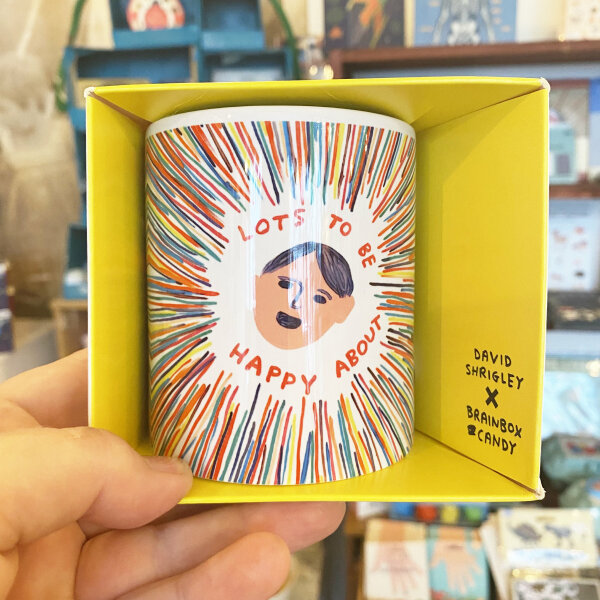 LOTS TO BE
HAPPY ABOUT
DAVID
SHRIGLEY
X
BRAINBOX
CANDY